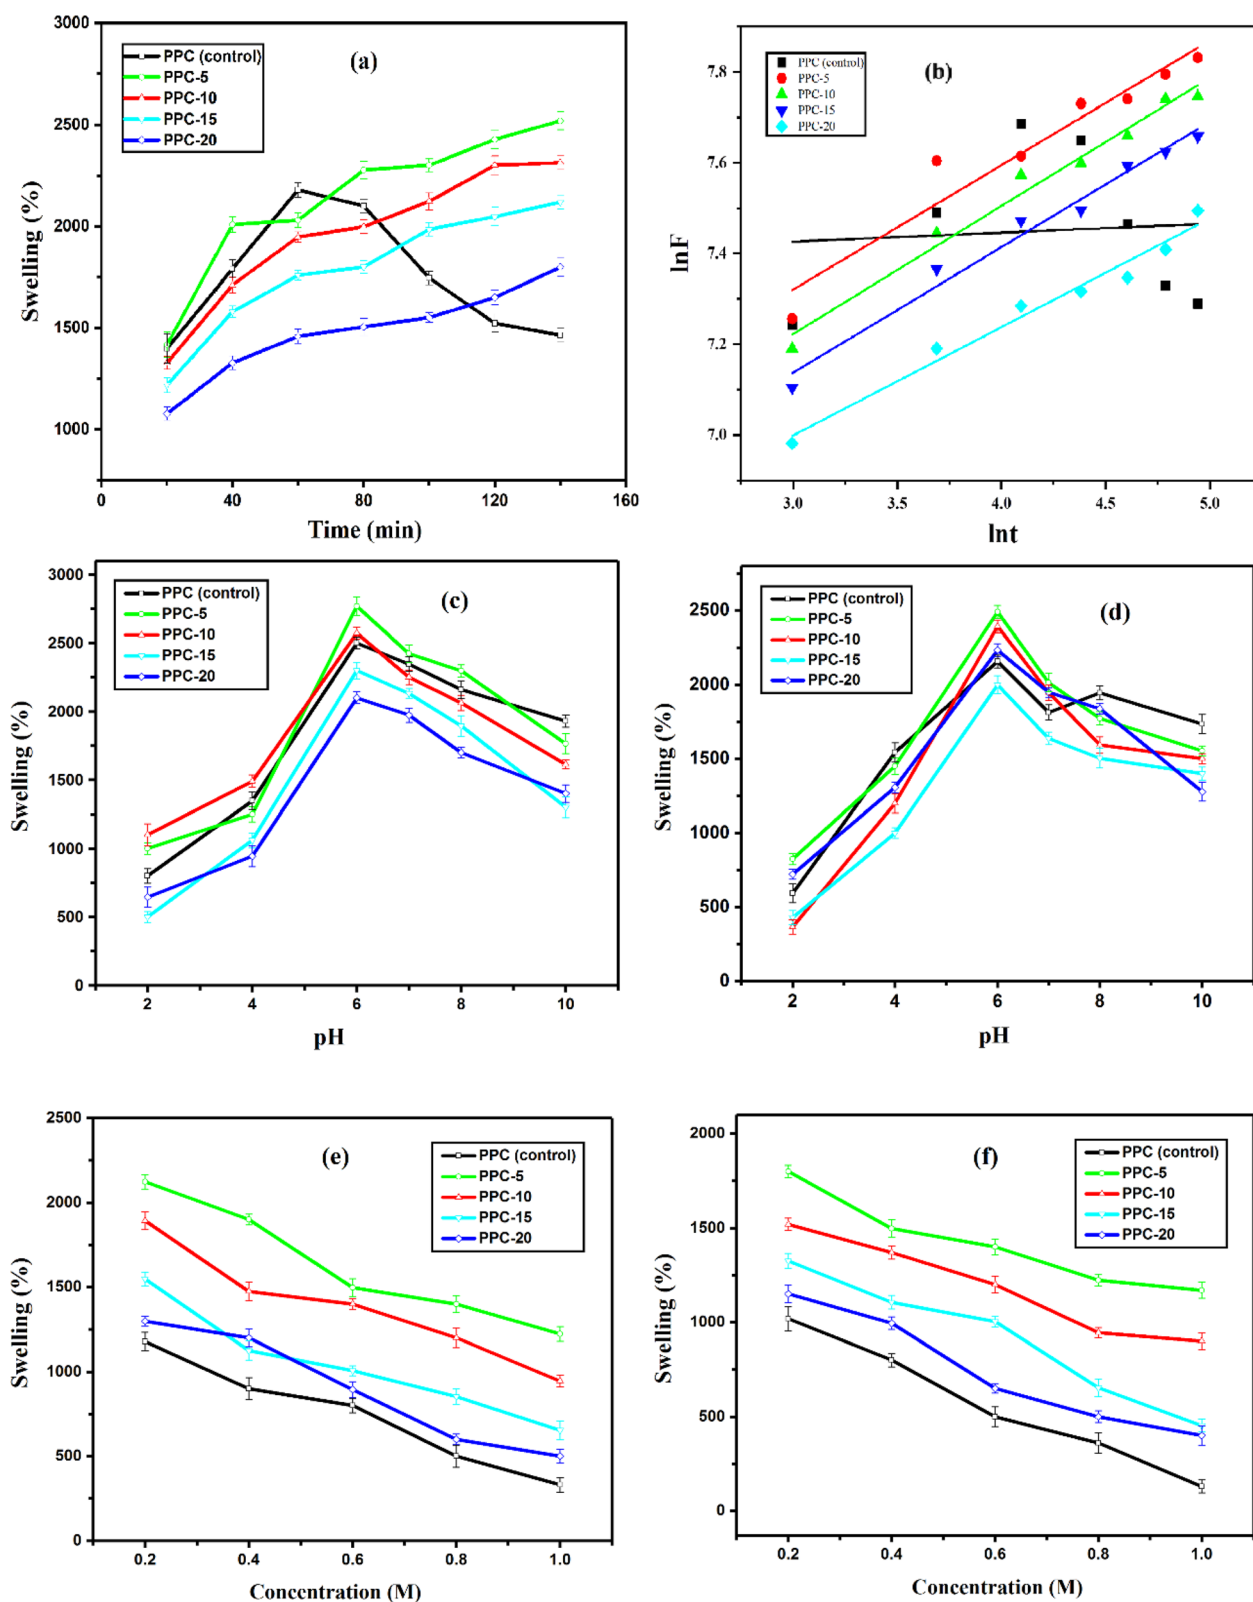 3000
2500
2000
1500
1000
Swelling (%)
PPC (control)
PPC-5
PPC-10
PPC-15
PPC-20
(a)
0
40
80
120
160
Time (min)
7.8
7.6
7.4
7.2
7.0
lnF
PPC (control)
PPC-5
PPC-10
PPC-15
PPC-20
(b)
3.0
3.5
4.0
4.5
5.0
lnt
3000
2500
2000
1500
1000
500
0
Swelling (%)
PPC (control)
PPC-5
PPC-10
PPC-15
PPC-20
(c)
2
4
6
8
10
pH
2500
2000
1500
1000
500
0
Swelling (%)
PPC (control)
PPC-5
PPC-10
PPC-15
PPC-20
(d)
2
4
6
8
10
pH
2500
2000
1500
1000
500
0
Swelling (%)
(e)
PPC (control)
PPC-5
PPC-10
PPC-15
PPC-20
0.2
0.4
0.6
0.8
1.0
Concentration (M)
2000
1500
1000
500
0
Swelling (%)
(f)
PPC (control)
PPC-5
PPC-10
PPC-15
PPC-20
0.2
0.4
0.6
0.8
1.0
Concentration (M)